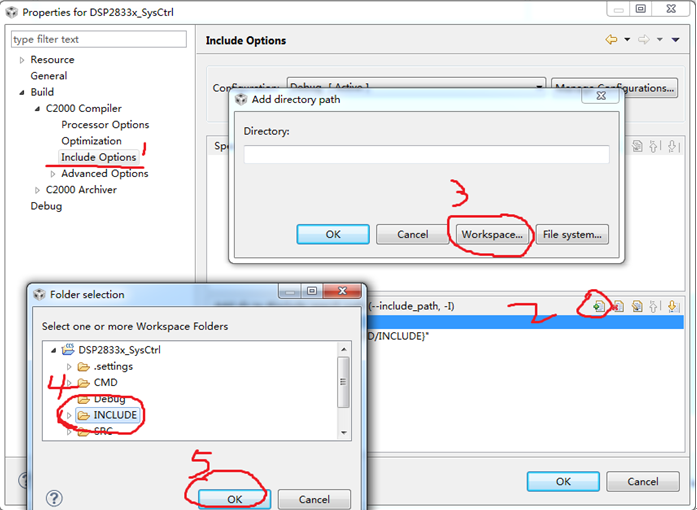 Properties for DSP2833x_SysCtrl
type filter text
Include Options
Resource
General
Build
C2000 Compiler
Processor Options
Optimization
Include Options
1
Advanced Options
C2000 Archiver
Debug
Configuration: Debug [ Active ]
Manage Configurations...
Add directory path
Directory:
3
OK
Cancel
Workspace...
File system...
2
(--include_path, -I)
D/INCLUDE}"
Folder selection
Select one or more Workspace Folders
DSP2833x_SysCtrl
.settings
4
CMD
Debug
INCLUDE
SRC
5
OK
Cancel
OK
Cancel